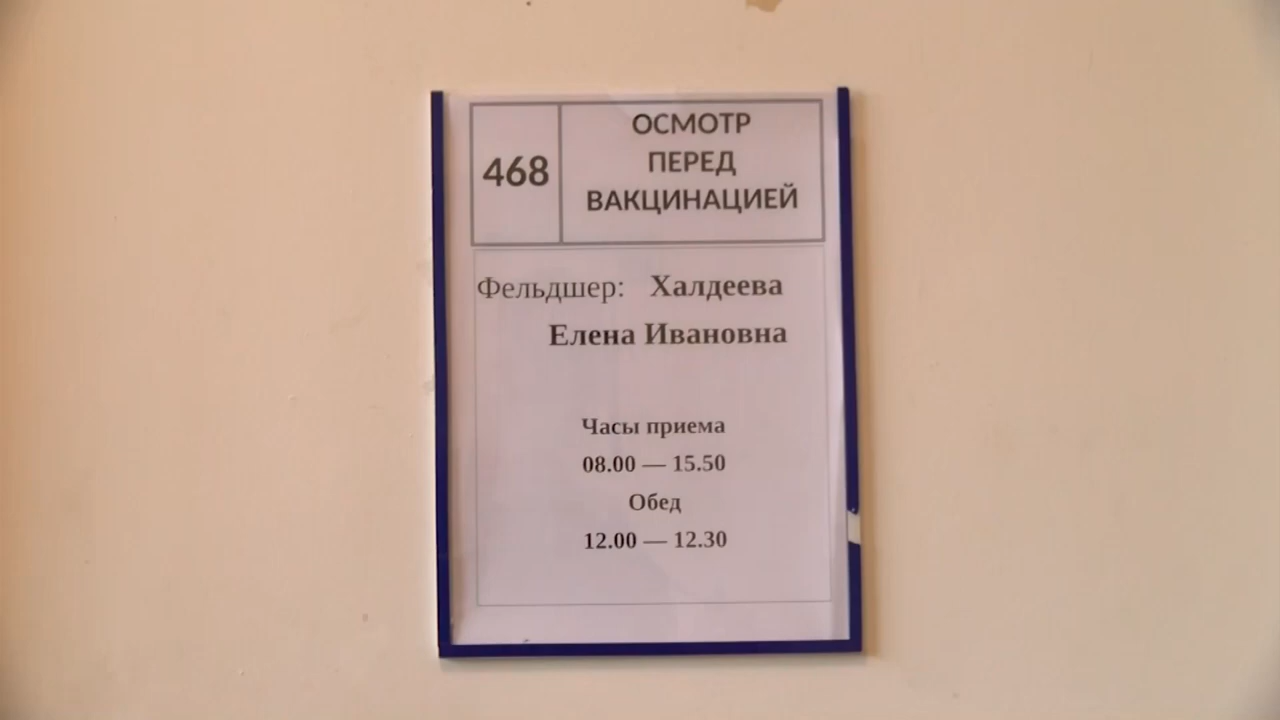 468
ОСМОТР
ПЕРЕД
ВАКЦИНАЦИЕЙ
Фельдшер: Халдеева
Елена Ивановна
Часы приема
08.00 — 15.50
Обед
12.00 — 12.30